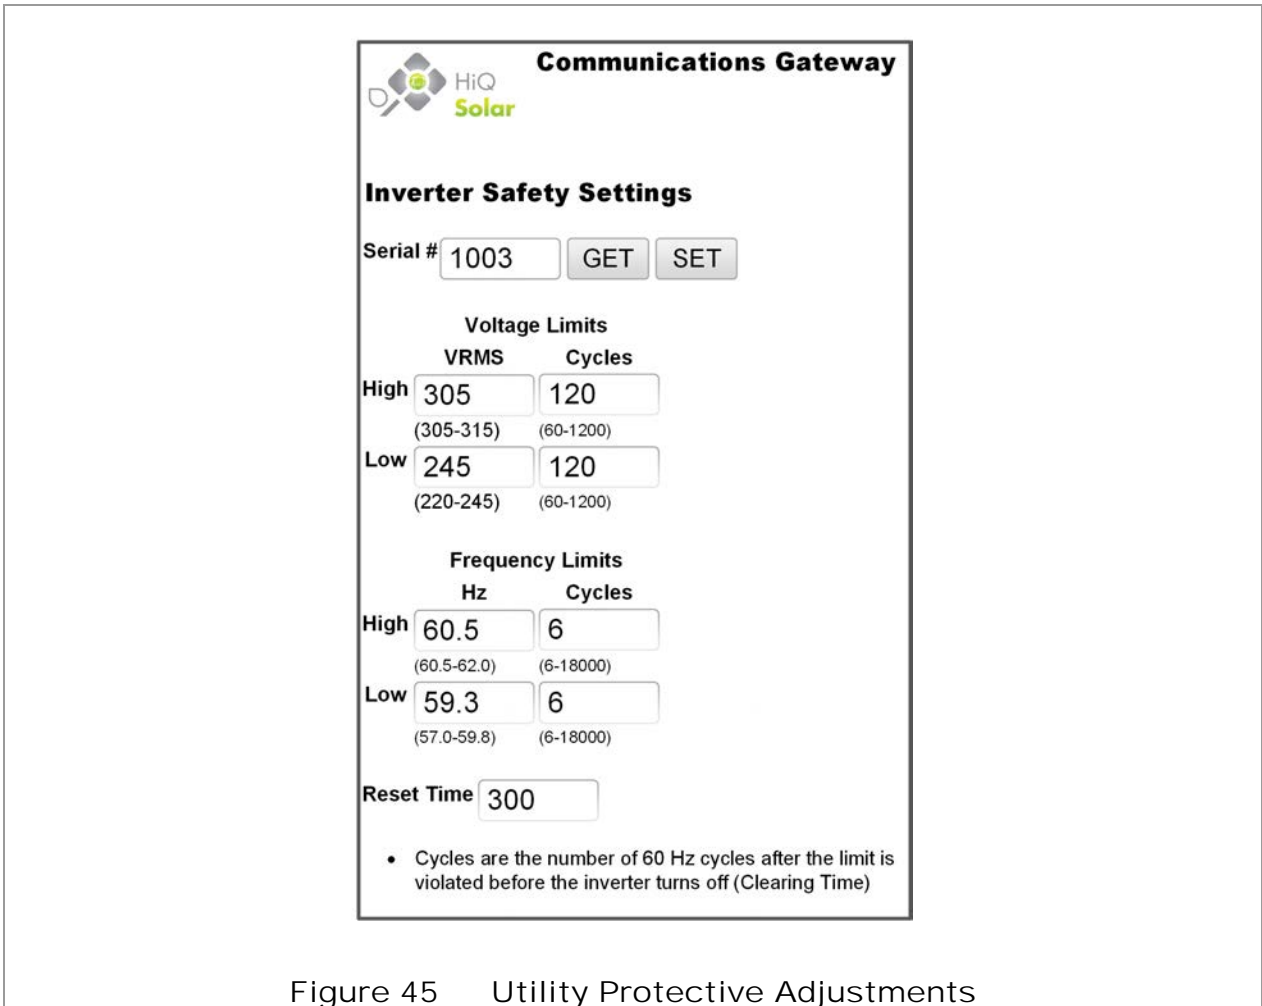 Communications Gateway
HiQ
Solar
Inverter Safety Settings
Serial # 1003 GET SET
Voltage Limits
VRMS Cycles
High 305 120
(305-315) (60-1200)
Low 245 120
(220-245) (60-1200)
Frequency Limits
Hz Cycles
High 60.5 6
(60.5-62.0) (6-18000)
Low 59.3 6
(57.0-59.8) (6-18000)
Reset Time 300
• Cycles are the number of 60 Hz cycles after the limit is
violated before the inverter turns off (Clearing Time)
Figure 45 Utility Protective Adjustments